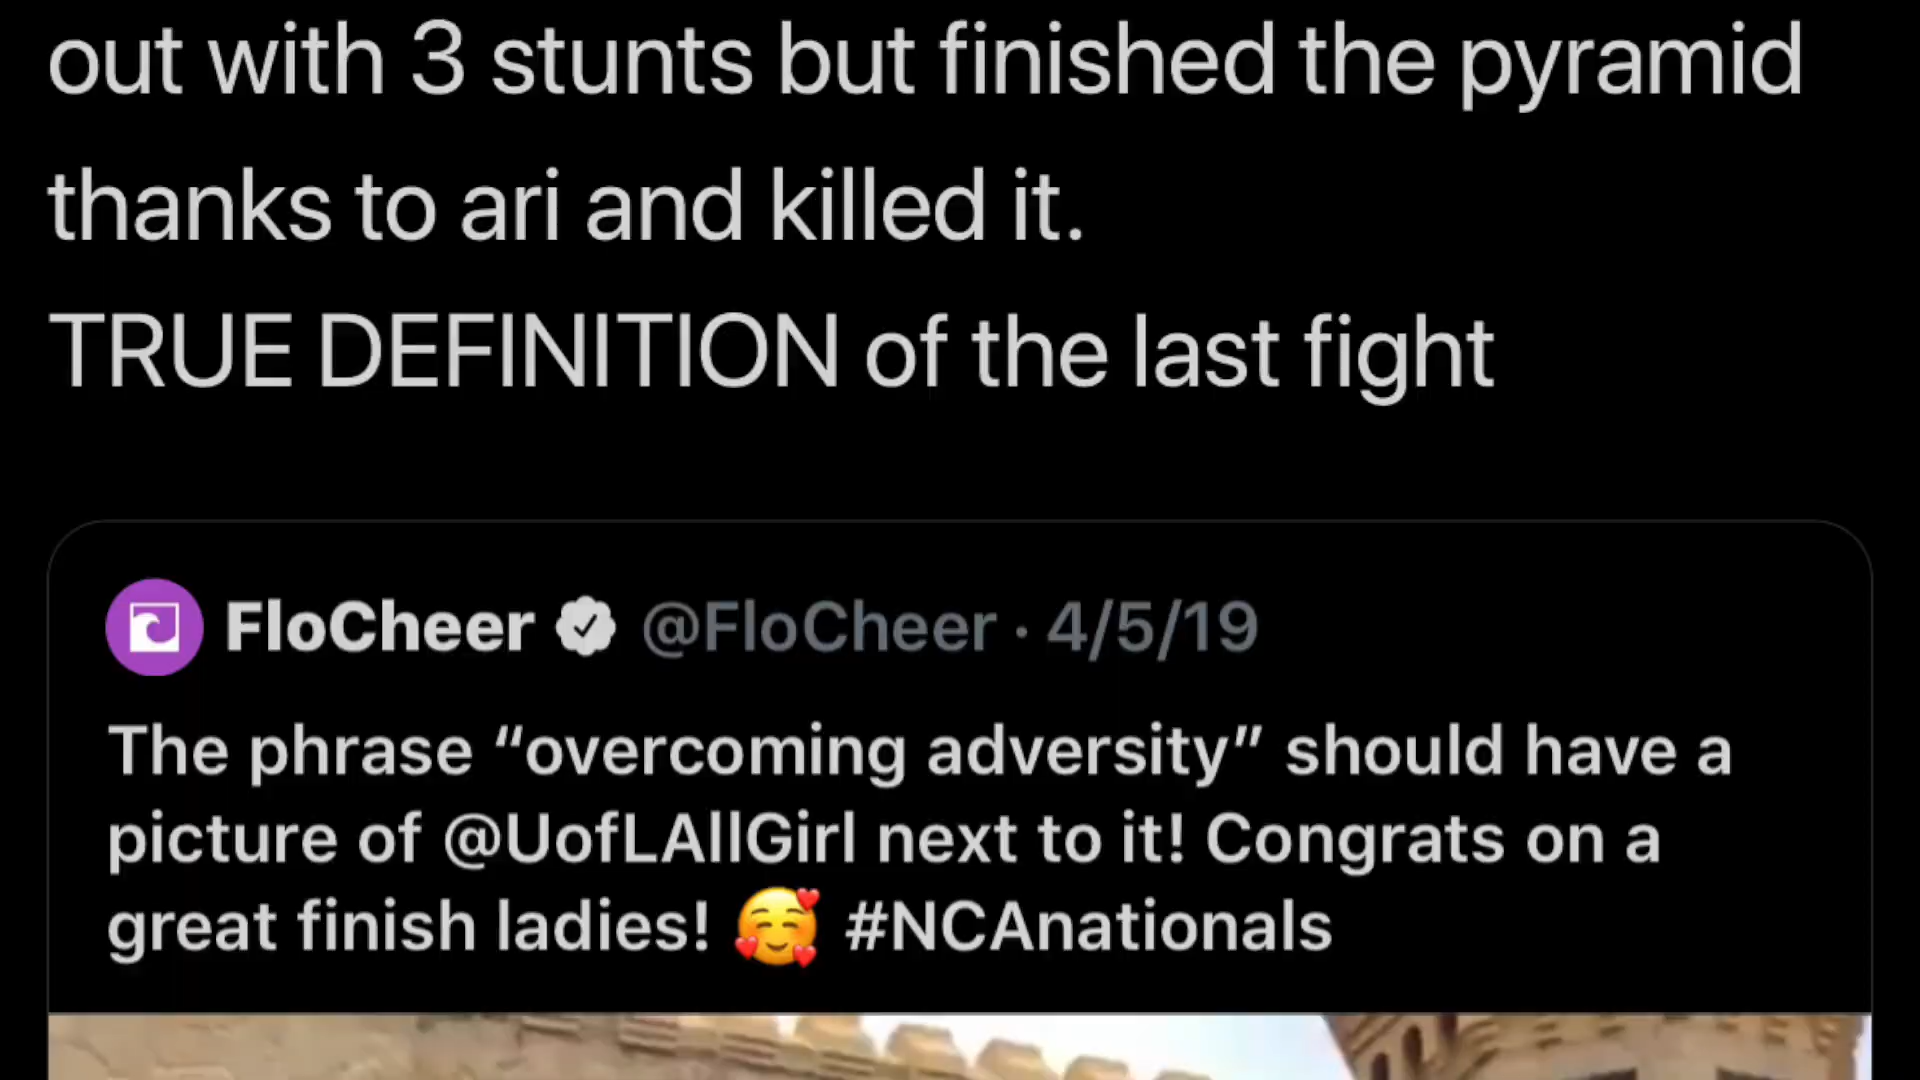 out with 3 stunts but finished the pyramid
thanks to ari and killed it.
TRUE DEFINITION of the last fight
FloCheer @FloCheer · 4/5/19
The phrase “overcoming adversity” should have a
picture of @UofLAllGirl next to it! Congrats on a
great finish ladies! 🥰 #NCAnationals